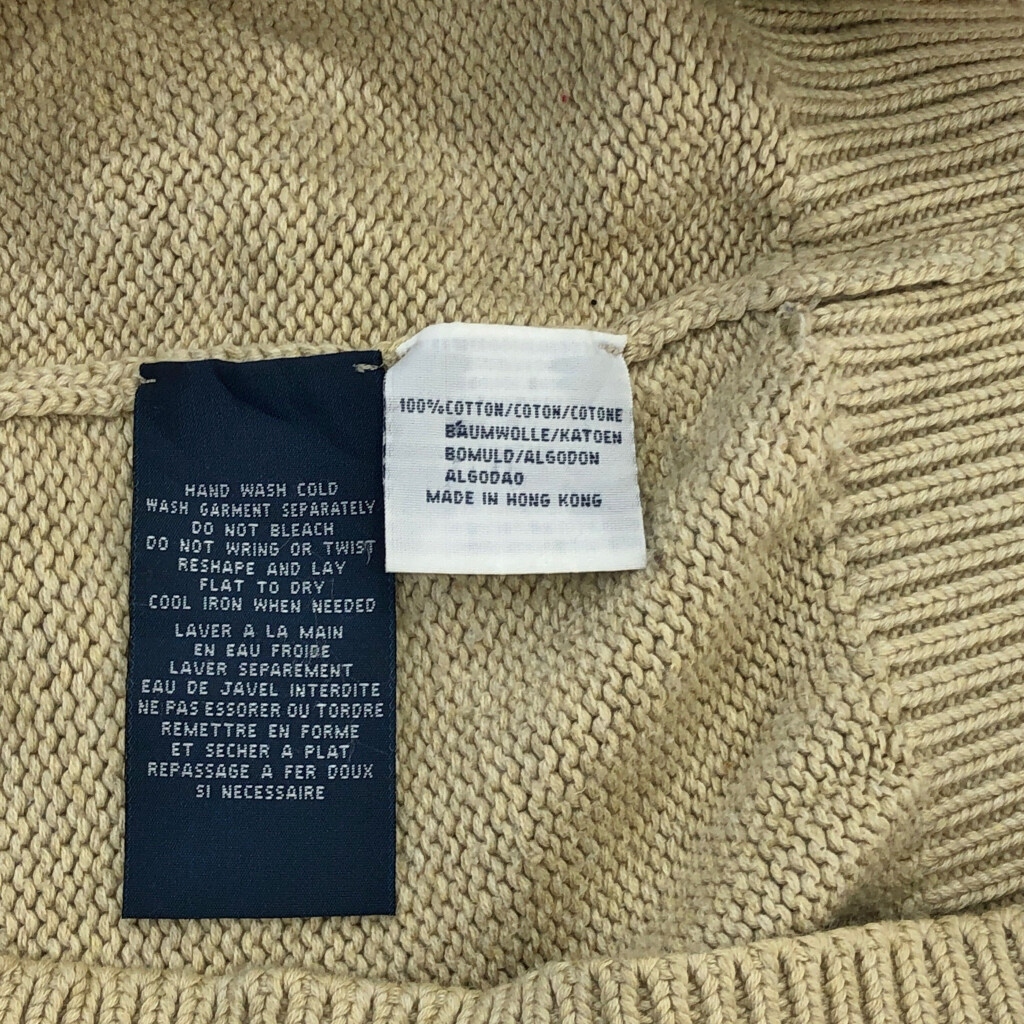 HAND WASH COLD
WASH GARMENT SEPARATELY
DO NOT BLEACH
DO NOT WRING OR TWIST
RESHAPE AND LAY
FLAT TO DRY
COOL IRON WHEN NEEDED
LAVER A LA MAIN
EN EAU FROIDE
LAVER SEPAREMENT
EAU DE JAVEL INTERDITE
NE PAS ESSORER OU TORDRE
REMETTRE EN FORME
ET SECHER A PLAT
REPASSAGE A FER DOUX
SI NECESSAIRE
100%COTTON/COTON/COTONE
BAUMWOLLE/KATOEN
BOMULD/ALGODON
ALGODAO
MADE IN HONG KONG